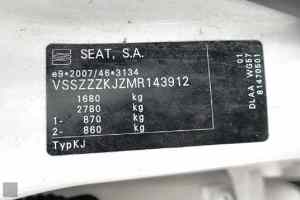 SEAT, S.A.
e9*2007/46*3134
VSSZZZKJZMR143912
1680 kg
2780 kg
1- 870 kg
2- 860 kg
TypKJ
DLAA WG57 01
81470501